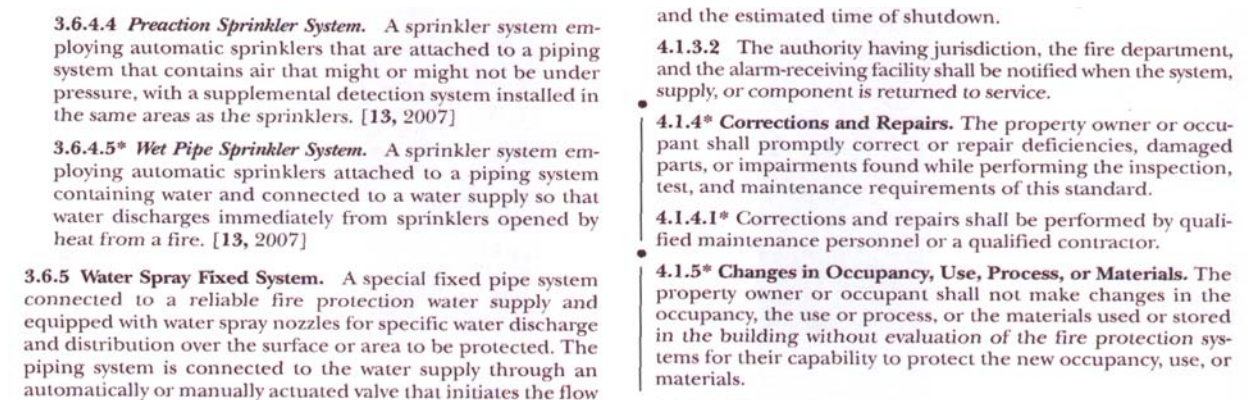 3.6.4.4 Preaction Sprinkler System. A sprinkler system em-
ploying automatic sprinklers that are attached to a piping
system that contains air that might or might not be under
pressure, with a supplemental detection system installed in
the same areas as the sprinklers. [13, 2007]
3.6.4.5* Wet Pipe Sprinkler System. A sprinkler system em-
ploying automatic sprinklers attached to a piping system
containing water and connected to a water supply so that
water discharges immediately from sprinklers opened by
heat from a fire. [13, 2007]
3.6.5 Water Spray Fixed System. A special fixed pipe system
connected to a reliable fire protection water supply and
equipped with water spray nozzles for specific water discharge
and distribution over the surface or area to be protected. The
piping system is connected to the water supply through an
automatically or manually actuated valve that initiates the flow
and the estimated time of shutdown.
4.1.3.2 The authority having jurisdiction, the fire department,
and the alarm-receiving facility shall be notified when the system,
supply, or component is returned to service.
4.1.4* Corrections and Repairs. The property owner or occu-
pant shall promptly correct or repair deficiencies, damaged
parts, or impairments found while performing the inspection,
test, and maintenance requirements of this standard.
4.1.4.1* Corrections and repairs shall be performed by quali-
fied maintenance personnel or a qualified contractor.
4.1.5* Changes in Occupancy, Use, Process, or Materials. The
property owner or occupant shall not make changes in the
occupancy, the use or process, or the materials used or stored
in the building without evaluation of the fire protection sys-
tems for their capability to protect the new occupancy, use, or
materials.